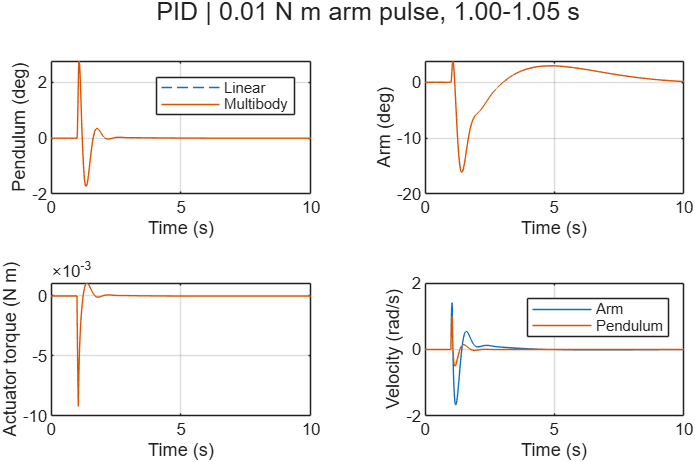 PID | 0.01 N m arm pulse, 1.00-1.05 s
Pendulum (deg)
2
0
-2
Linear
Multibody
0
5
10
Time (s)
Arm (deg)
0
-10
-20
0
5
10
Time (s)
×10-3
Actuator torque (N m)
0
-5
-10
0
5
10
Time (s)
Velocity (rad/s)
2
0
-2
Arm
Pendulum
0
5
10
Time (s)